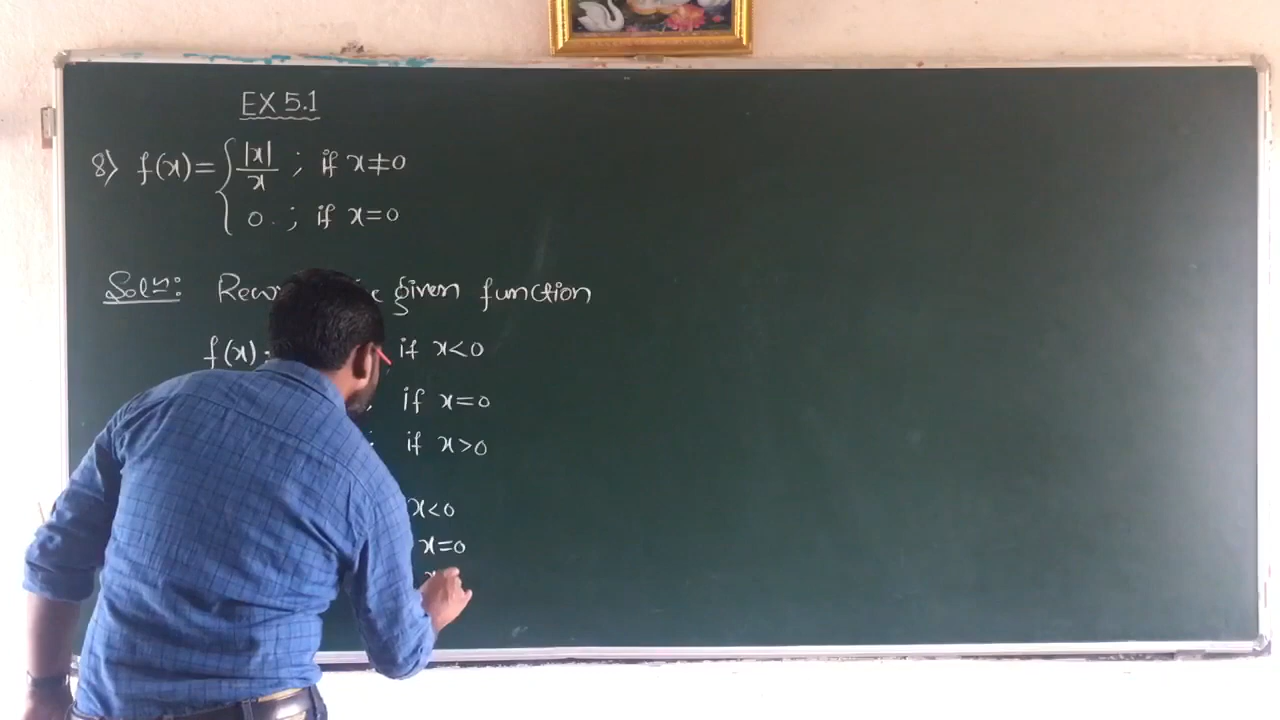 EX 5.1
8) f(x) = { |x|/x ; if x ≠ 0
0 ; if x = 0
Soln: given function
f(x) = if x < 0
; if x = 0
; if x > 0
x < 0
x = 0